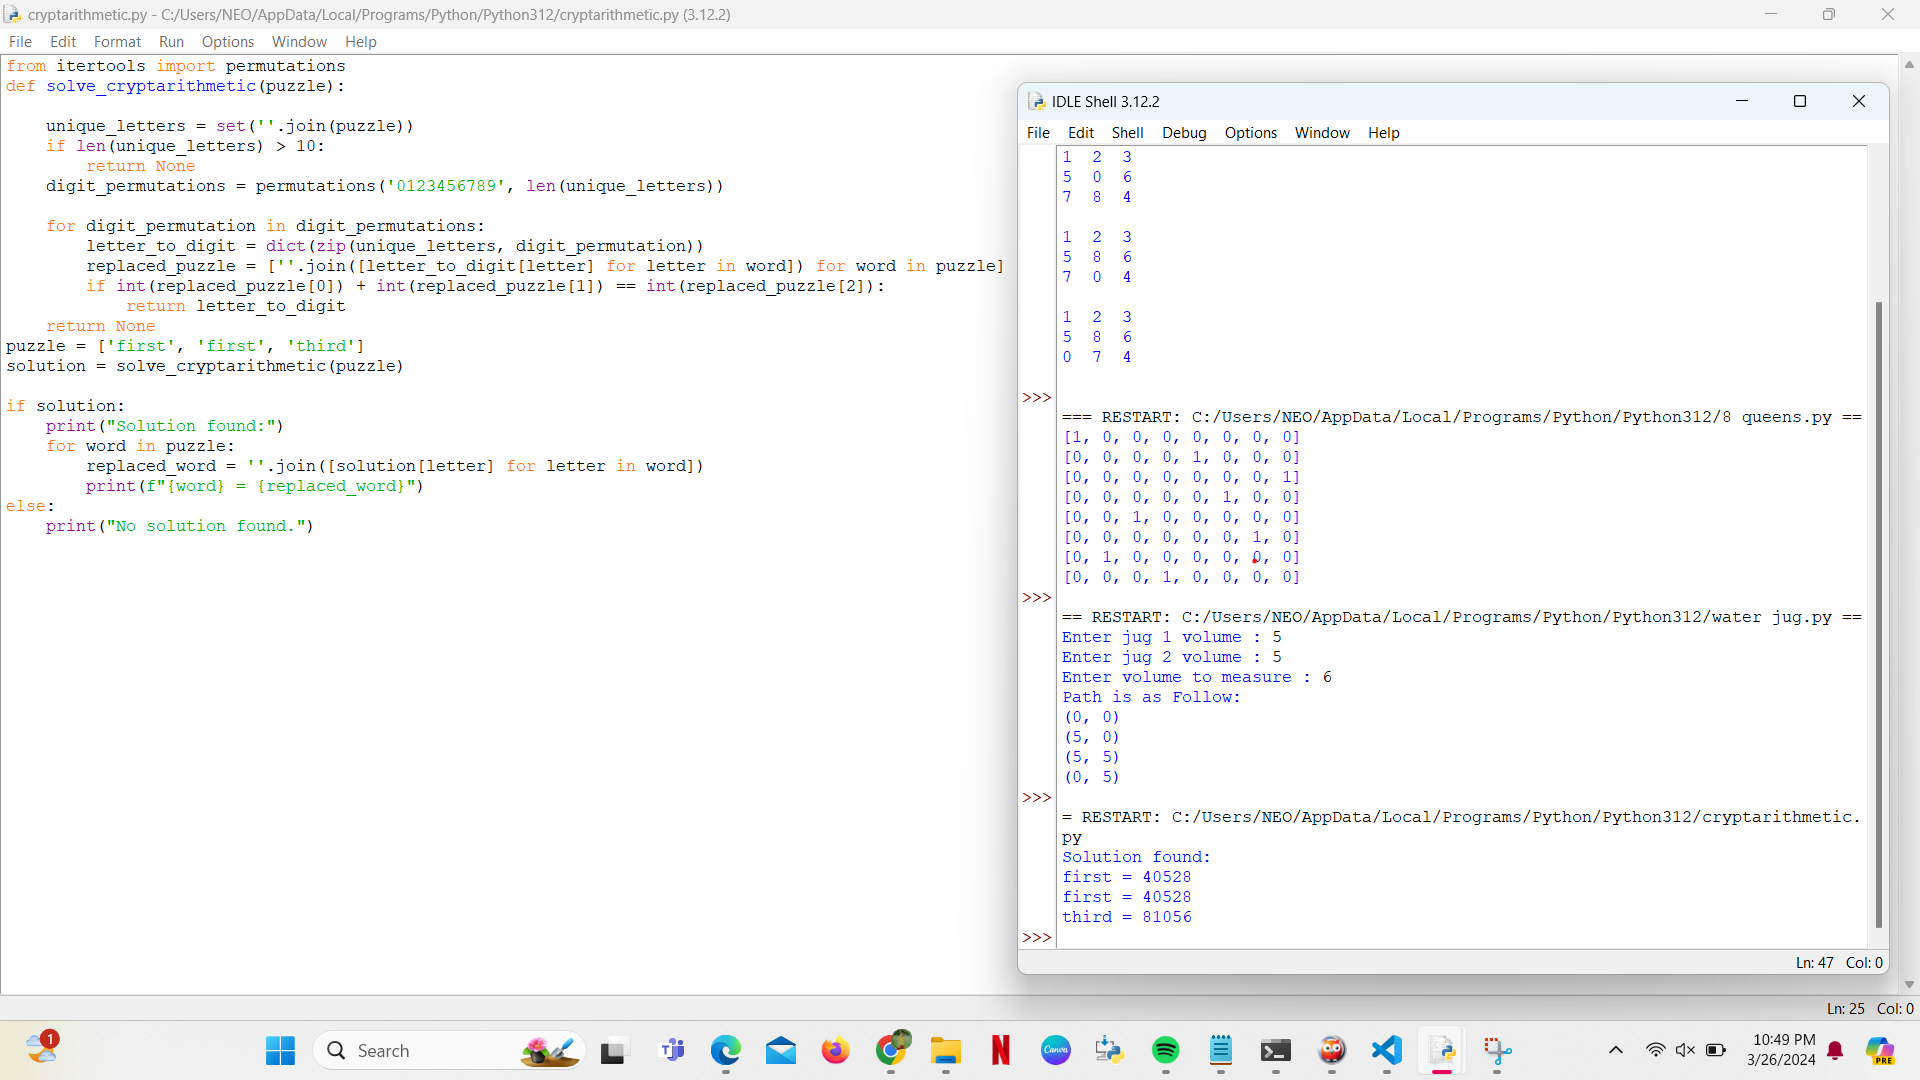 cryptarithmetic.py - C:/Users/NEO/AppData/Local/Programs/Python/Python312/cryptarithmetic.py (3.12.2)
File Edit Format Run Options Window Help
from itertools import permutations
def solve_cryptarithmetic(puzzle):
    unique_letters = set(''.join(puzzle))
    if len(unique_letters) > 10:
        return None
    digit_permutations = permutations('0123456789', len(unique_letters))
    for digit_permutation in digit_permutations:
        letter_to_digit = dict(zip(unique_letters, digit_permutation))
        replaced_puzzle = [''.join([letter_to_digit[letter] for letter in word]) for word in puzzle]
        if int(replaced_puzzle[0]) + int(replaced_puzzle[1]) == int(replaced_puzzle[2]):
            return letter_to_digit
    return None
puzzle = ['first', 'first', 'third']
solution = solve_cryptarithmetic(puzzle)
if solution:
    print("Solution found:")
    for word in puzzle:
        replaced_word = ''.join([solution[letter] for letter in word])
        print(f"{word} = {replaced_word}")
else:
    print("No solution found.")
IDLE Shell 3.12.2
File Edit Shell Debug Options Window Help
1 2 3
5 0 6
7 8 4
1 2 3
5 8 6
7 0 4
1 2 3
5 8 6
0 7 4
>>>
=== RESTART: C:/Users/NEO/AppData/Local/Programs/Python/Python312/8 queens.py ==
[1, 0, 0, 0, 0, 0, 0, 0]
[0, 0, 0, 0, 1, 0, 0, 0]
[0, 0, 0, 0, 0, 0, 0, 1]
[0, 0, 0, 0, 0, 1, 0, 0]
[0, 0, 1, 0, 0, 0, 0, 0]
[0, 0, 0, 0, 0, 0, 1, 0]
[0, 1, 0, 0, 0, 0, 0, 0]
[0, 0, 0, 1, 0, 0, 0, 0]
>>>
== RESTART: C:/Users/NEO/AppData/Local/Programs/Python/Python312/water jug.py ==
Enter jug 1 volume : 5
Enter jug 2 volume : 5
Enter volume to measure : 6
Path is as Follow:
(0, 0)
(5, 0)
(5, 5)
(0, 5)
>>>
= RESTART: C:/Users/NEO/AppData/Local/Programs/Python/Python312/cryptarithmetic.
py
Solution found:
first = 40528
first = 40528
third = 81056
>>>
Ln: 47 Col: 0
Ln: 25 Col: 0
1
Search
Canva
10:49 PM
3/26/2024
PRE